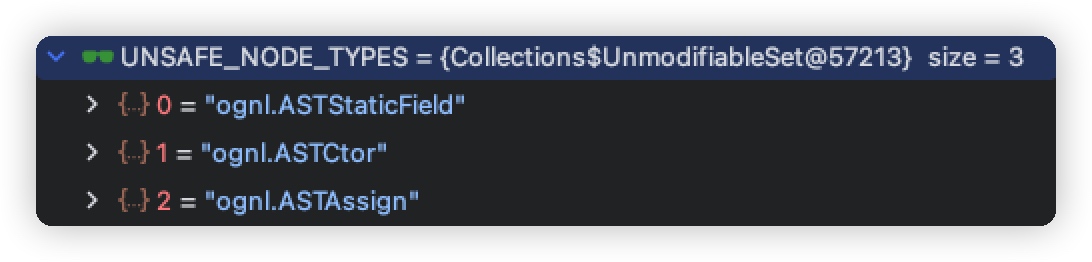 UNSAFE_NODE_TYPES = {Collections$UnmodifiableSet@57213} size = 3
{...} 0 = "ognl.ASTStaticField"
{...} 1 = "ognl.ASTCtor"
{...} 2 = "ognl.ASTAssign"